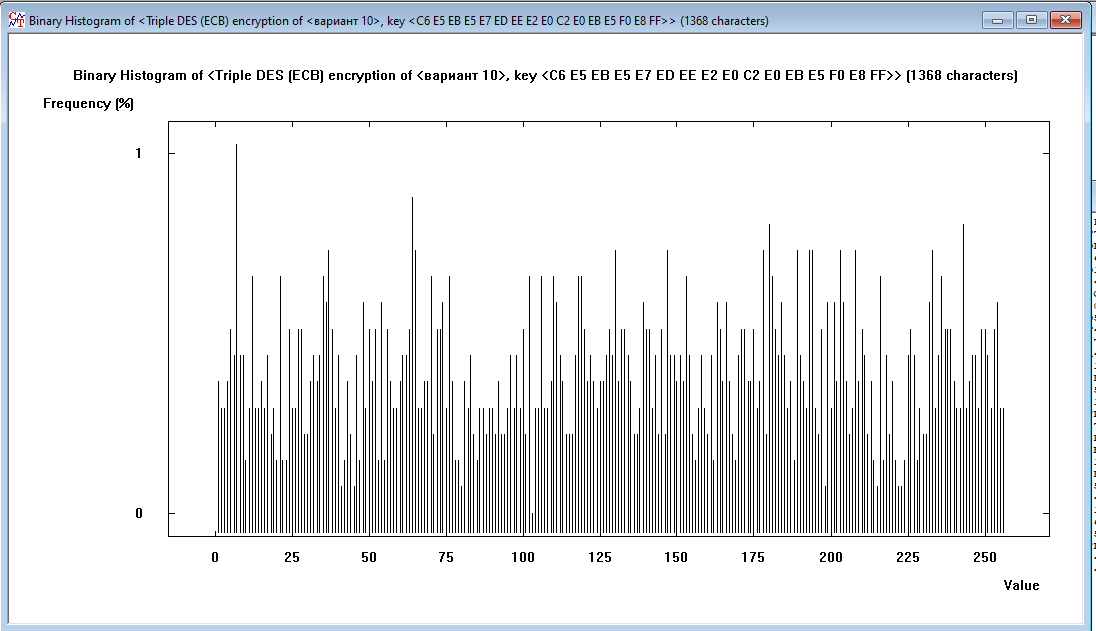 Binary Histogram of <Triple DES (ECB) encryption of <вариант 10>, key <C6 E5 EB E5 E7 ED EE E2 E0 C2 E0 EB E5 F0 E8 FF>> (1368 characters)
Binary Histogram of <Triple DES (ECB) encryption of <вариант 10>, key <C6 E5 EB E5 E7 ED EE E2 E0 C2 E0 EB E5 F0 E8 FF>> (1368 characters)
Frequency (%)
1
0
0 25 50 75 100 125 150 175 200 225 250
Value